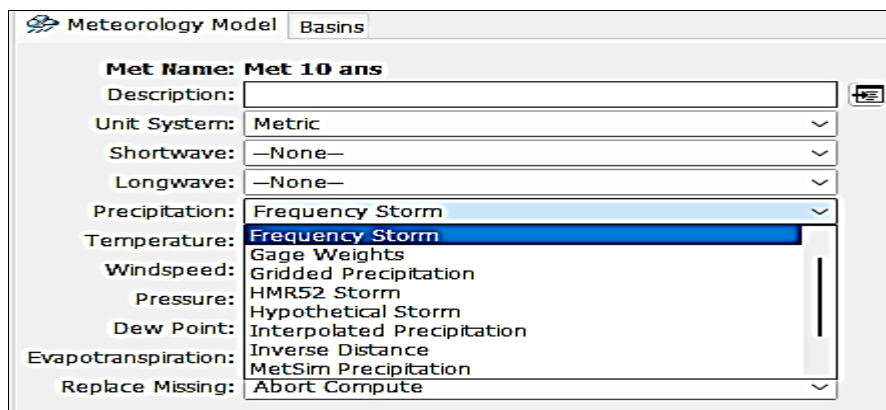 Meteorology Model Basins
Met Name: Met 10 ans
Description:
Unit System: Metric
Shortwave: —None—
Longwave: —None—
Precipitation: Frequency Storm
Temperature: Frequency Storm
Gage Weights
Windspeed: Gridded Precipitation
Pressure: HMR52 Storm
Hypothetical Storm
Dew Point: Interpolated Precipitation
Evapotranspiration: Inverse Distance
MetSim Precipitation
Replace Missing: Abort Compute